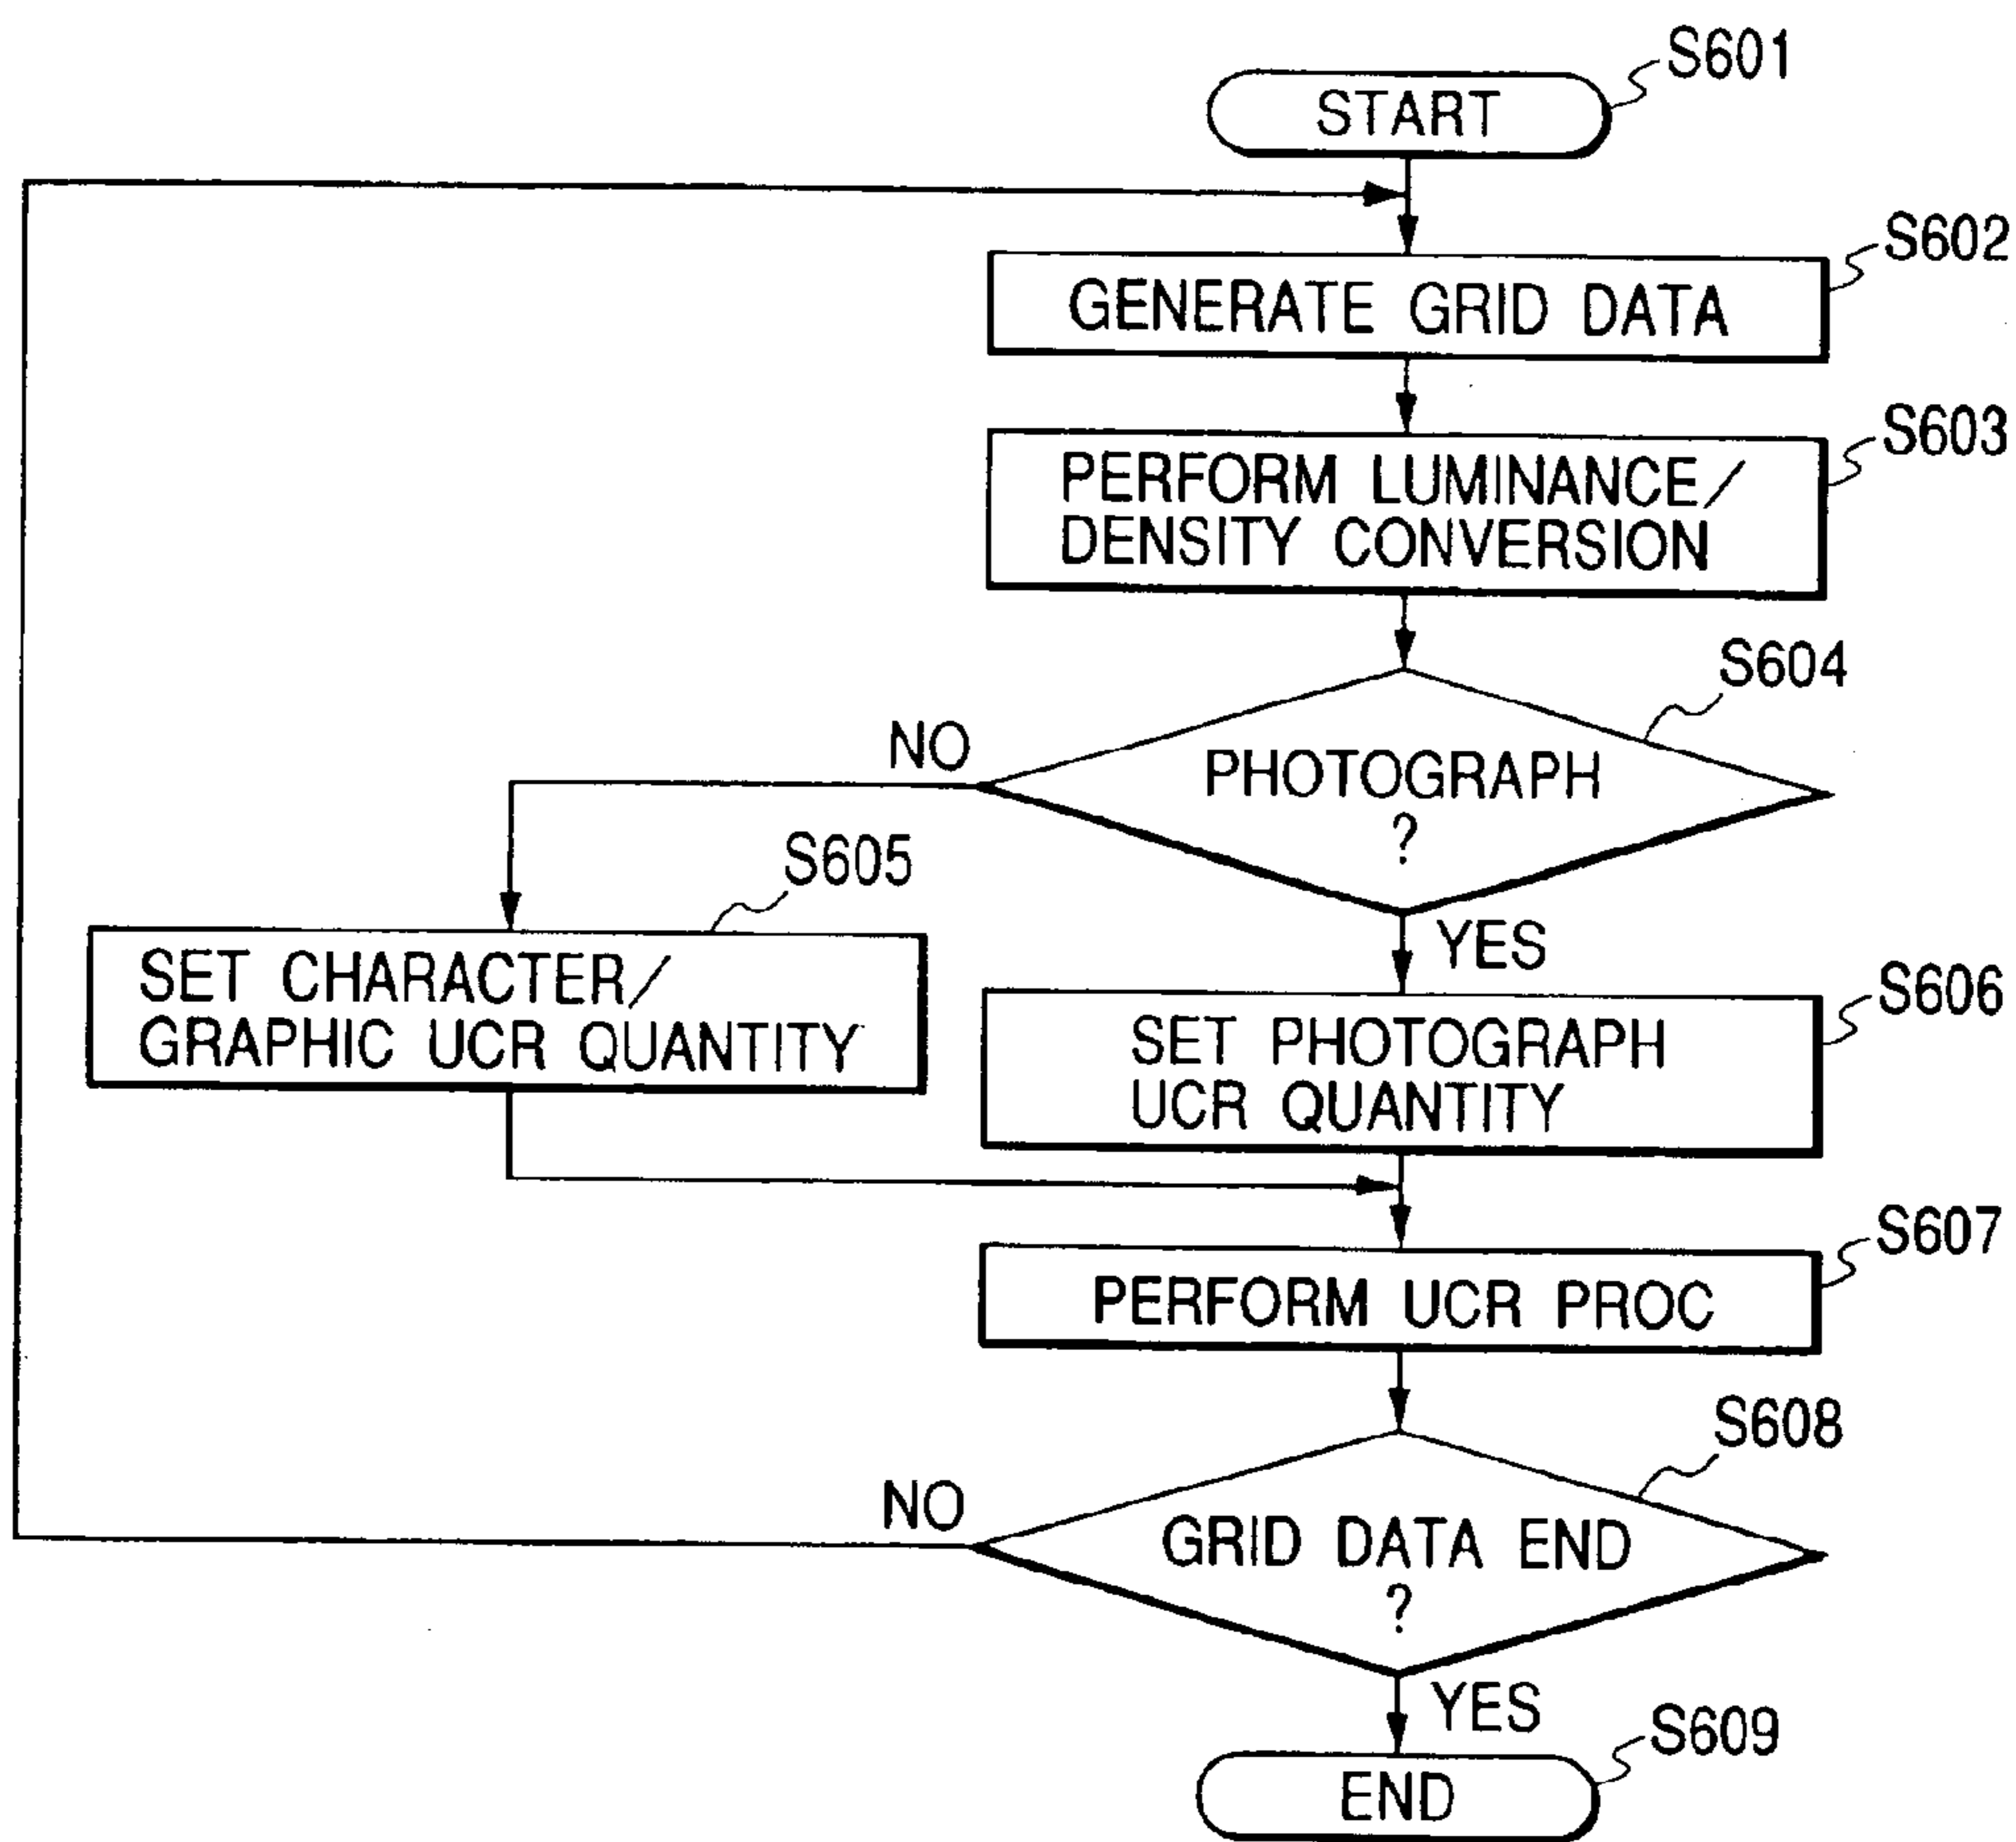 S601
START
S602
GENERATE GRID DATA
S603
PERFORM LUMINANCE/
DENSITY CONVERSION
S604
NO
PHOTOGRAPH
?
S605
YES
SET CHARACTER/
GRAPHIC UCR QUANTITY
S606
SET PHOTOGRAPH
UCR QUANTITY
S607
PERFORM UCR PROC
S608
NO
GRID DATA END
?
YES
S609
END